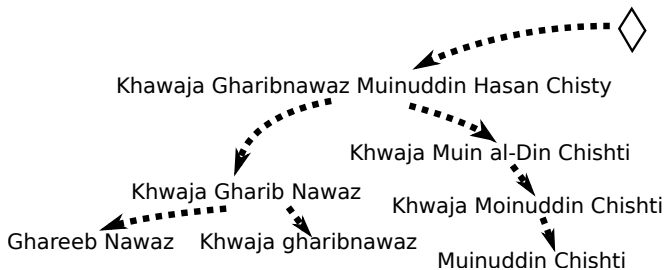 Khawaja Gharibnawaz Muinuddin Hasan Chisty
Khwaja Muin al-Din Chishti
Khwaja Gharib Nawaz
Khwaja Moinuddin Chishti
Ghareeb Nawaz
Khwaja gharibnawaz
Muinuddin Chishti